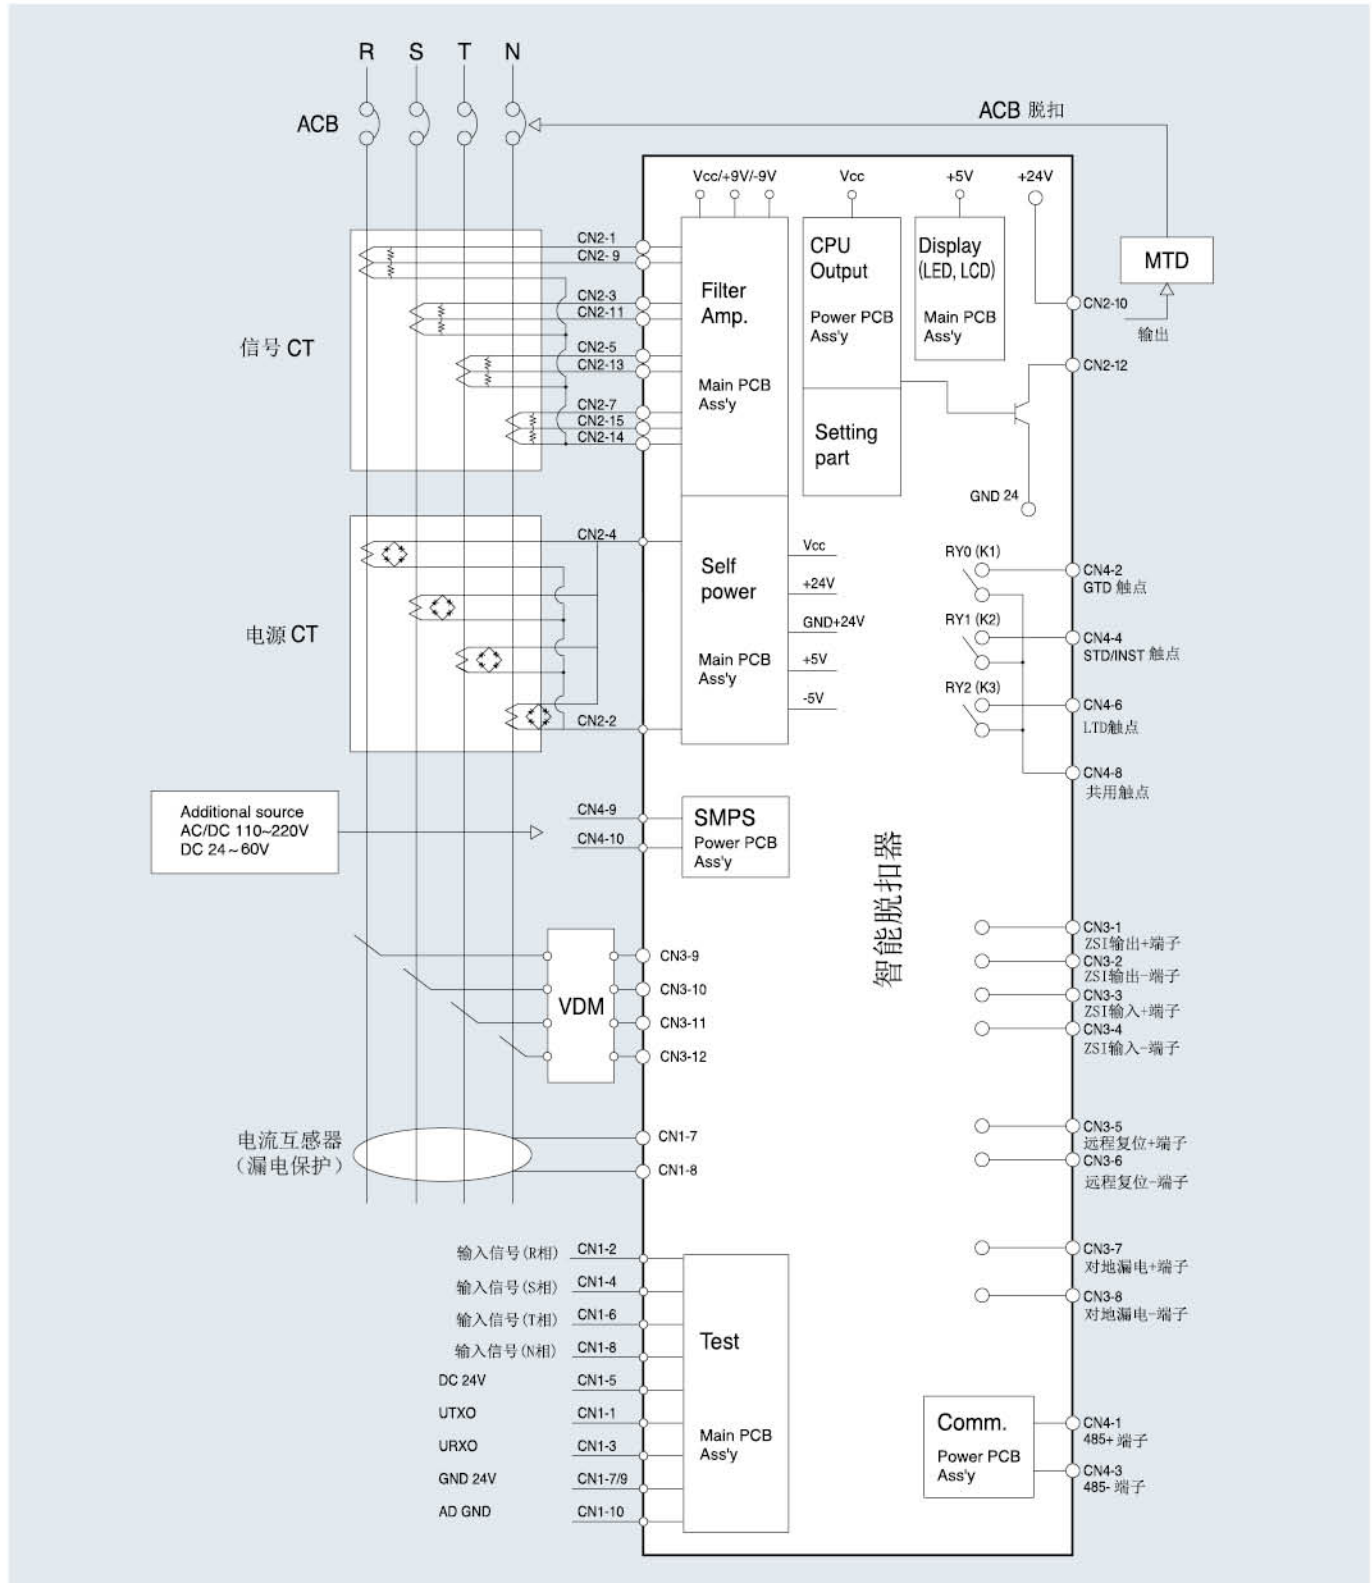 R S T N
ACB
ACB 脱扣
Vcc/+9V/-9V
Vcc
+5V
+24V
MTD
输出
信号 CT
CN2-1
CN2- 9
CN2-3
CN2-11
CN2-5
CN2-13
CN2-7
CN2-15
CN2-14
Filter
Amp.
Main PCB
Ass'y
CPU
Output
Power PCB
Ass'y
Setting
part
Display
(LED, LCD)
Main PCB
Ass'y
CN2-10
CN2-12
GND 24
电源 CT
CN2-4
CN2-2
Self
power
Main PCB
Ass'y
Vcc
+24V
GND+24V
+5V
-5V
RY0 (K1)
CN4-2
GTD 触点
RY1 (K2)
CN4-4
STD/INST 触点
RY2 (K3)
CN4-6
LTD触点
CN4-8
共用触点
Additional source
AC/DC 110~220V
DC 24~60V
CN4-9
CN4-10
SMPS
Power PCB
Ass'y
智能脱扣器
VDM
CN3-9
CN3-10
CN3-11
CN3-12
CN3-1
ZSI输出+端子
CN3-2
ZSI输出-端子
CN3-3
ZSI输入+端子
CN3-4
ZSI输入-端子
电流互感器
（漏电保护）
CN1-7
CN1-8
CN3-5
远程复位+端子
CN3-6
远程复位-端子
CN3-7
对地漏电+端子
CN3-8
对地漏电-端子
输入信号(R相) CN1-2
输入信号(S相) CN1-4
输入信号(T相) CN1-6
输入信号(N相) CN1-8
DC 24V CN1-5
UTXO CN1-1
URXO CN1-3
GND 24V CN1-7/9
AD GND CN1-10
Test
Main PCB
Ass'y
Comm.
Power PCB
Ass'y
CN4-1
485+ 端子
CN4-3
485- 端子